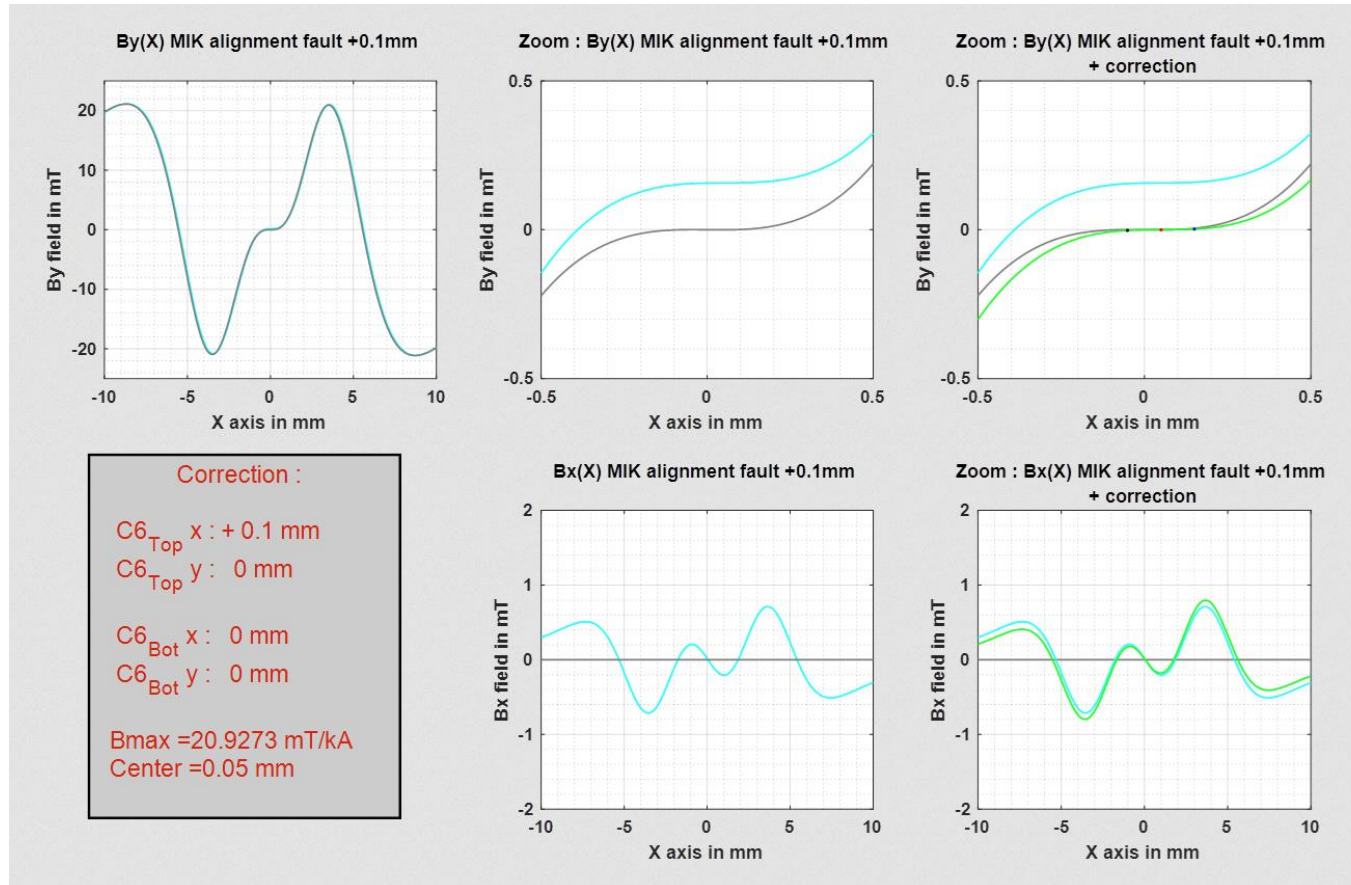 By(X) MIK alignment fault +0.1mm
20
10
0
-10
-20
-10
-5
0
5
10
By field in mT
X axis in mm
Zoom : By(X) MIK alignment fault +0.1mm
0.5
0
-0.5
-0.5
0
0.5
By field in mT
X axis in mm
Zoom : By(X) MIK alignment fault +0.1mm
+ correction
0.5
0
-0.5
-0.5
0
0.5
By field in mT
X axis in mm
Correction :
C6Top x : + 0.1 mm
C6Top y : 0 mm
C6Bot x : 0 mm
C6Bot y : 0 mm
Bmax =20.9273 mT/kA
Center =0.05 mm
Bx(X) MIK alignment fault +0.1mm
2
1
0
-1
-2
-10
-5
0
5
10
Bx field in mT
X axis in mm
Zoom : Bx(X) MIK alignment fault +0.1mm
+ correction
2
1
0
-1
-2
-10
-5
0
5
10
Bx field in mT
X axis in mm